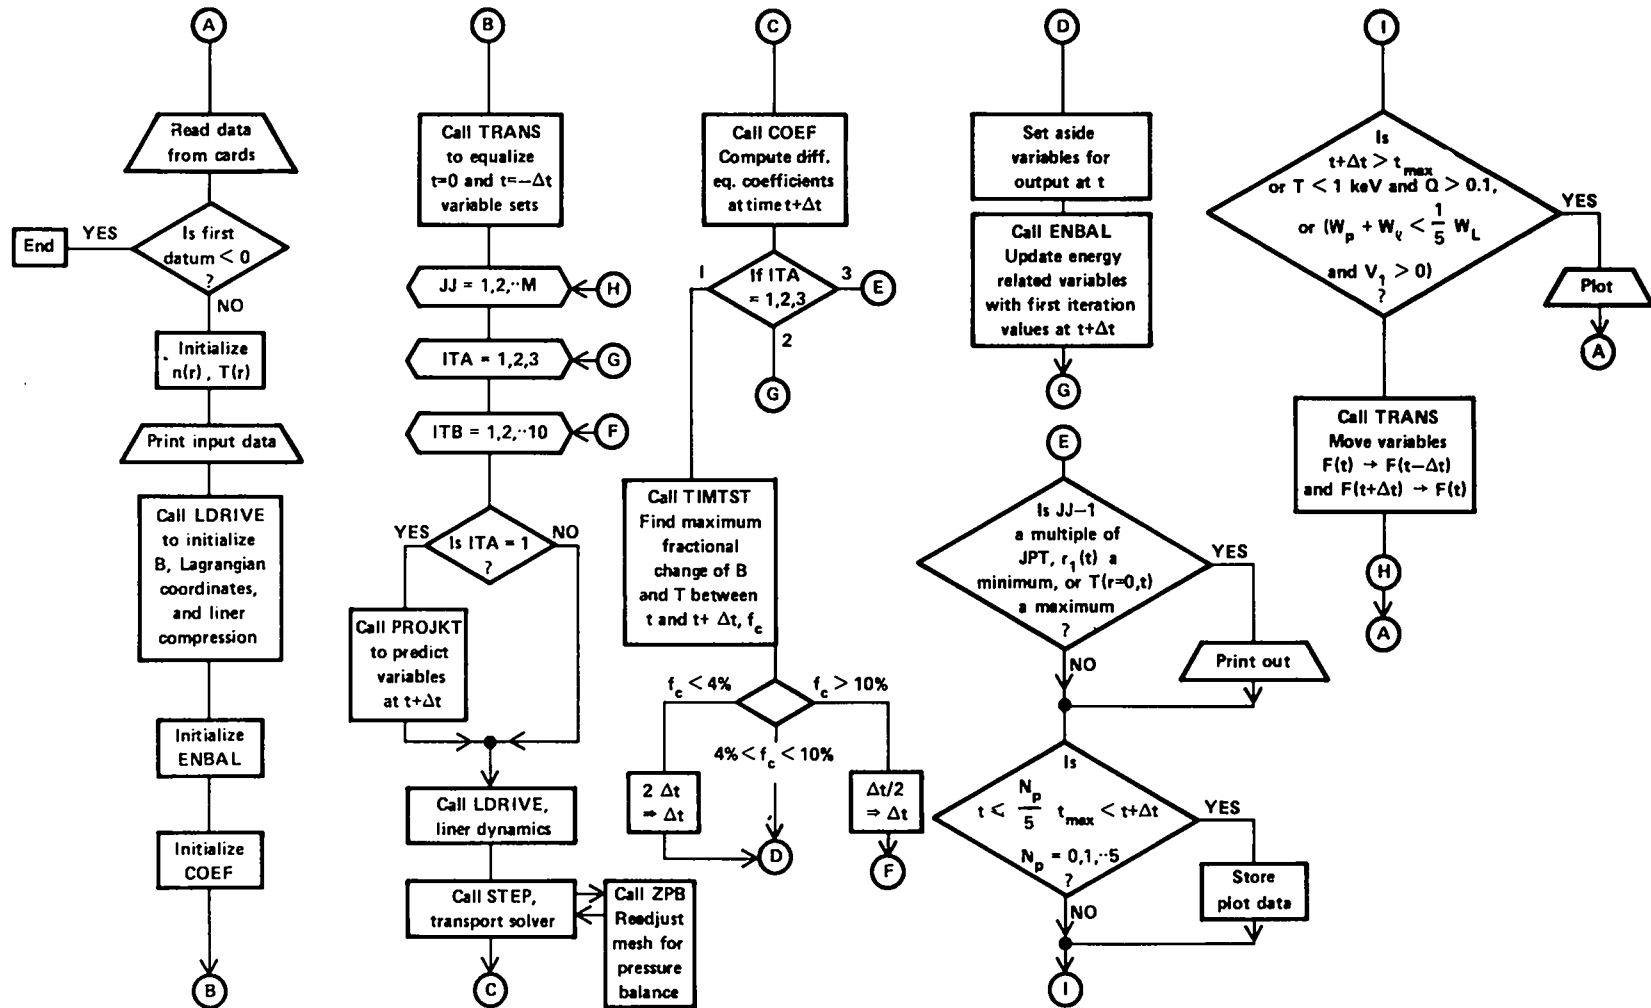 A
Read data
from cards
Is first
datum < 0
?
YES
End
NO
Initialize
n(r) , T(r)
Print input data
Call LDRIVE
to initialize
B, Lagrangian
coordinates,
and liner
compression
Initialize
ENBAL
Initialize
COEF
B
B
Call TRANS
to equalize
t=0 and t=−Δt
variable sets
JJ = 1,2,··M
H
ITA = 1,2,3
G
ITB = 1,2,··10
F
YES
Is ITA = 1
?
NO
Call PROJKT
to predict
variables
at t+Δt
Call LDRIVE,
liner dynamics
Call STEP,
transport solver
Call ZPB
Readjust
mesh for
pressure
balance
C
C
Call COEF
Compute diff.
eq. coefficients
at time t+Δt
1
If ITA
= 1,2,3
3
E
2
G
Call TIMTST
Find maximum
fractional
change of B
and T between
t and t+ Δt, f_c
f_c < 4%
f_c > 10%
4% < f_c < 10%
2 Δt
⇒ Δt
Δt/2
⇒ Δt
D
F
D
Set aside
variables for
output at t
Call ENBAL
Update energy
related variables
with first iteration
values at t+Δt
G
E
Is JJ−1
a multiple of
JPT, r_1(t) a
minimum, or T(r=0,t)
a maximum
?
YES
Print out
NO
Is
t ⩽ N_p/5 t_max < t+Δt
N_p = 0,1,··5
?
YES
Store
plot data
NO
I
I
Is
t+Δt > t_max
or T < 1 keV and Q > 0.1,
or (W_p + W_ℓ < 1/5 W_L
and V_1 > 0)
?
YES
Plot
A
Call TRANS
Move variables
F(t) → F(t−Δt)
and F(t+Δt) → F(t)
H
A